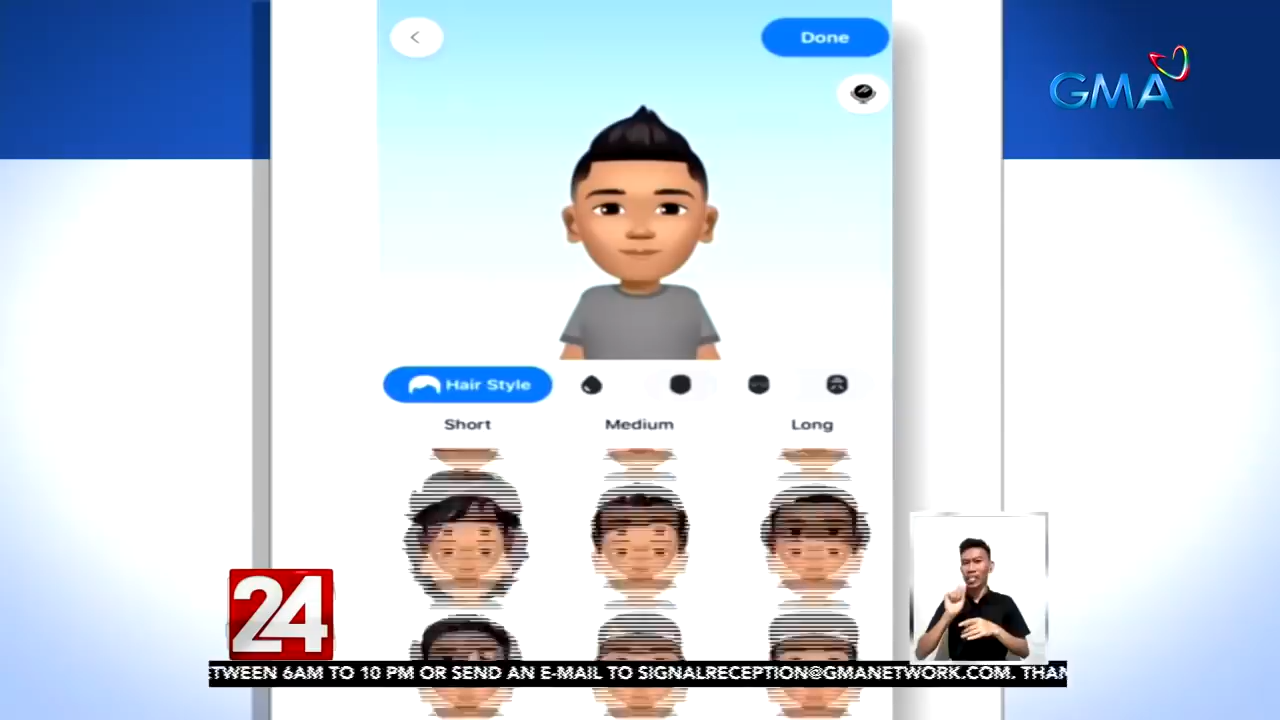 Done
GMA
Hair Style
Short
Medium
Long
24
ETWEEN 6AM TO 10 PM OR SEND AN E-MAIL TO SIGNALRECEPTION@GMANETWORK.COM. THAN